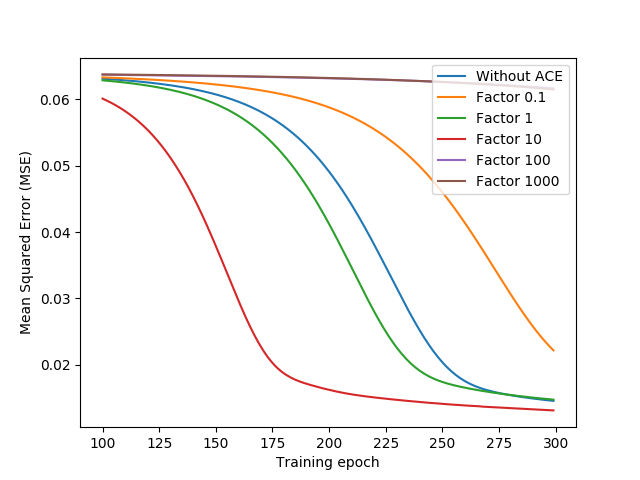 Without ACE
Factor 0.1
Factor 1
Factor 10
Factor 100
Factor 1000
Mean Squared Error (MSE)
0.06
0.05
0.04
0.03
0.02
100 125 150 175 200 225 250 275 300
Training epoch